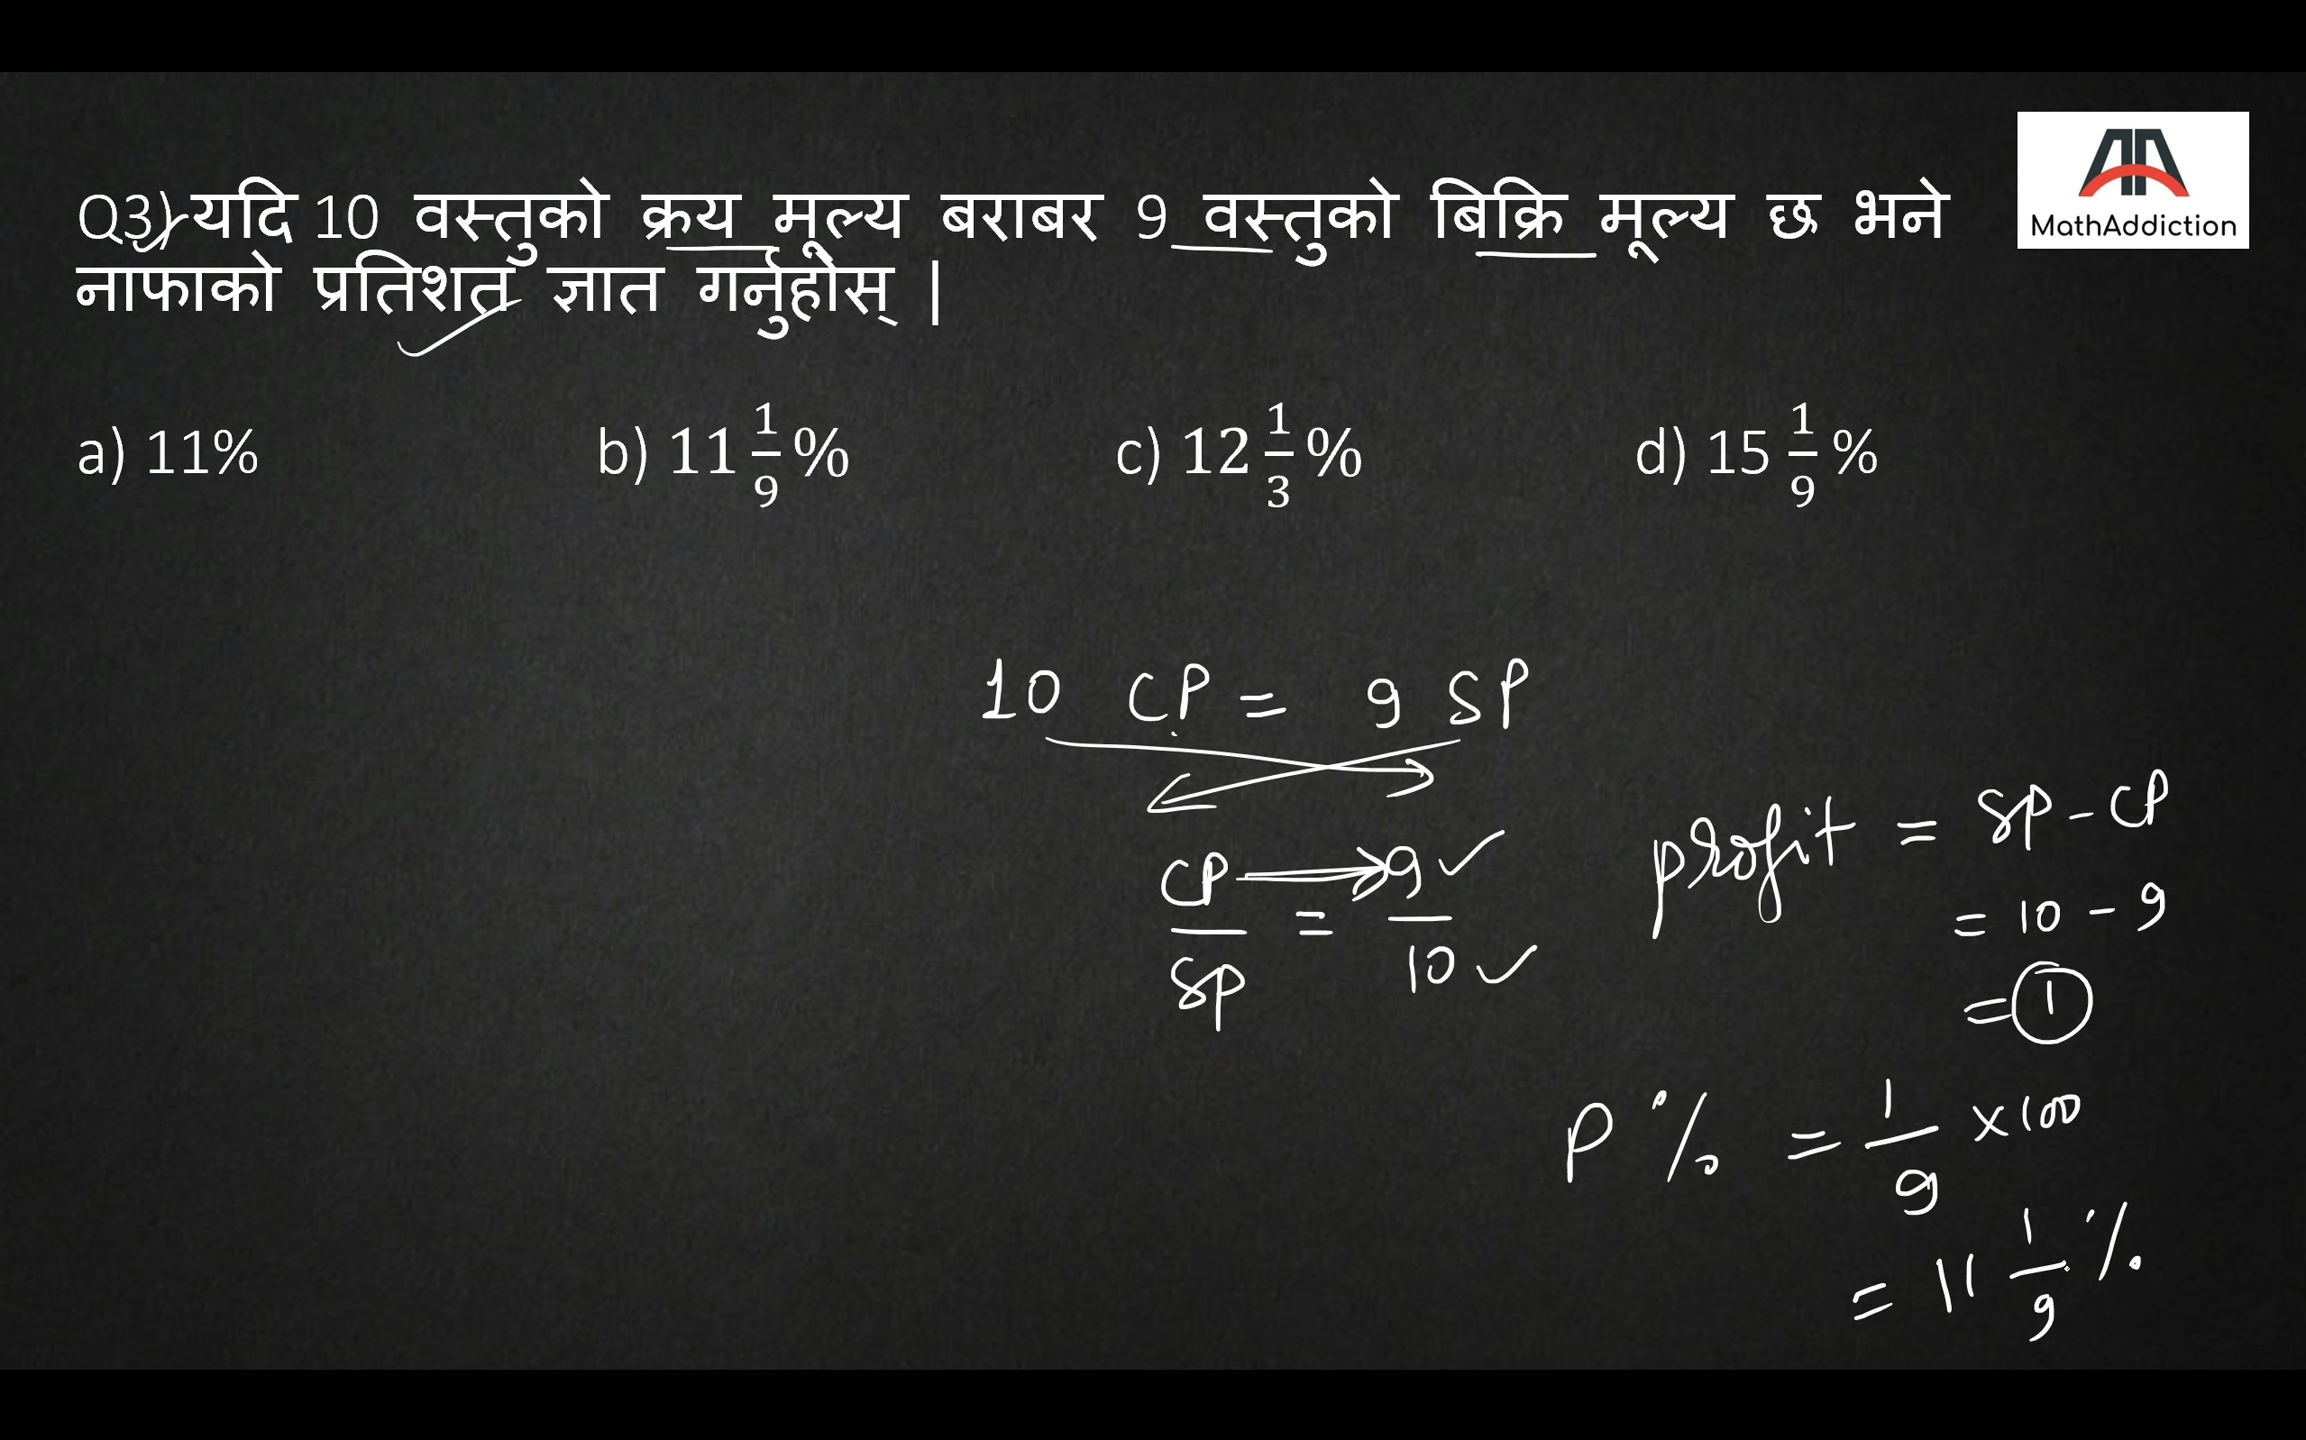 MathAddiction
Q3) यदि 10 वस्तुको क्रय मूल्य बराबर 9 वस्तुको बिक्रि मूल्य छ भने
नाफाको प्रतिशत ज्ञात गर्नुहोस् |
a) 11% b) 11 1/9 % c) 12 1/3 % d) 15 1/9 %
10 CP = 9 SP
CP/SP = 9/10
profit = SP - CP
= 10 - 9
= 1
P % = 1/9 × 100
= 11 1/9 %